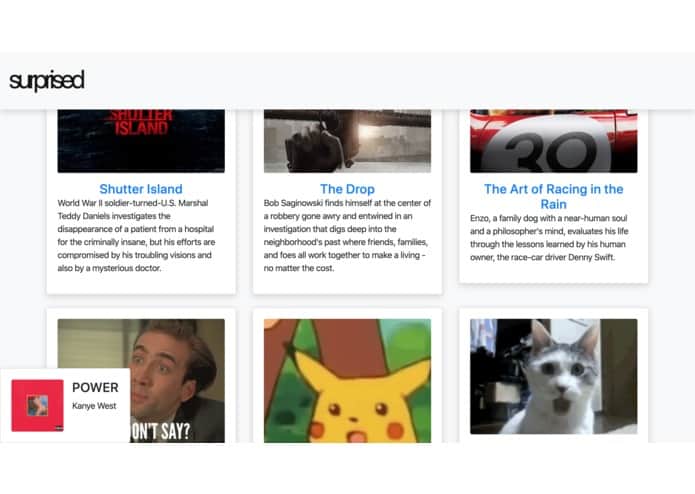 surprised
SHUTTER
ISLAND
39
Shutter Island
World War II soldier-turned-U.S. Marshal
Teddy Daniels investigates the
disappearance of a patient from a hospital
for the criminally insane, but his efforts are
compromised by his troubling visions and
also by a mysterious doctor.
The Drop
Bob Saginowski finds himself at the center of
a robbery gone awry and entwined in an
investigation that digs deep into the
neighborhood's past where friends, families,
and foes all work together to make a living -
no matter the cost.
The Art of Racing in the
Rain
Enzo, a family dog with a near-human soul
and a philosopher's mind, evaluates his life
through the lessons learned by his human
owner, the race-car driver Denny Swift.
POWER
Kanye West
ON'T SAY?